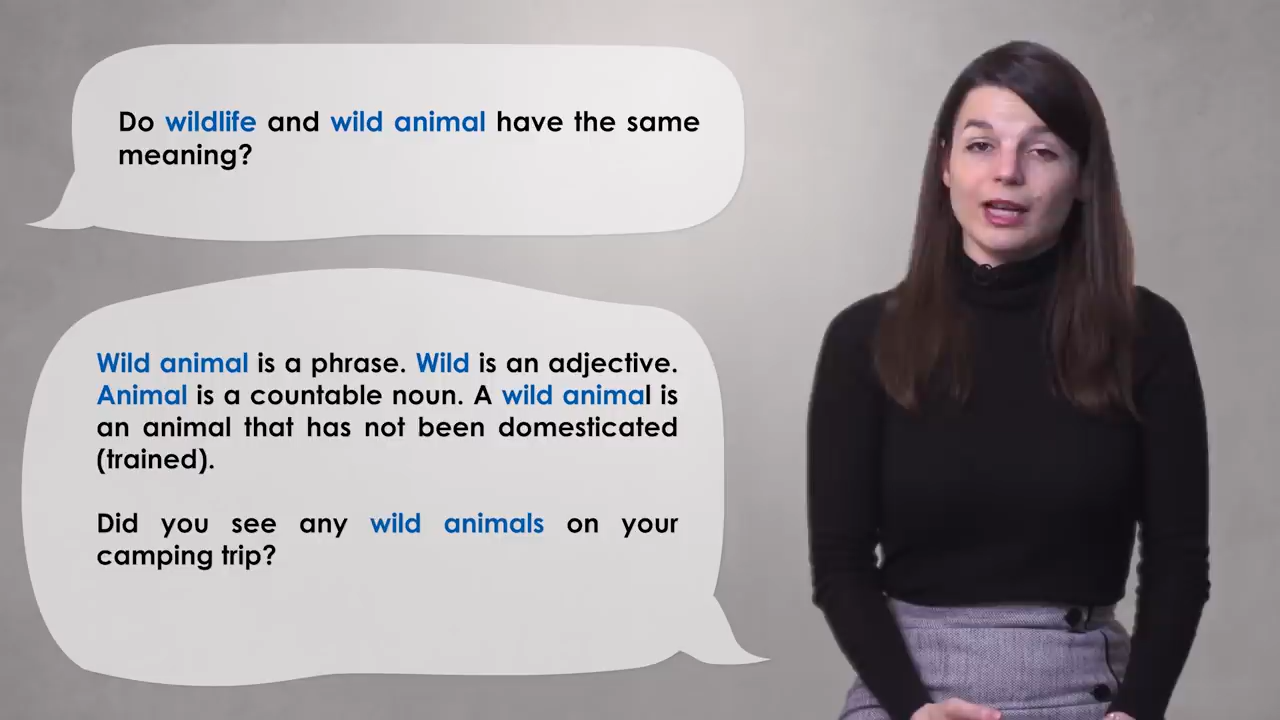 Do wildlife and wild animal have the same
meaning?
Wild animal is a phrase. Wild is an adjective.
Animal is a countable noun. A wild animal is
an animal that has not been domesticated
(trained).
Did you see any wild animals on your
camping trip?